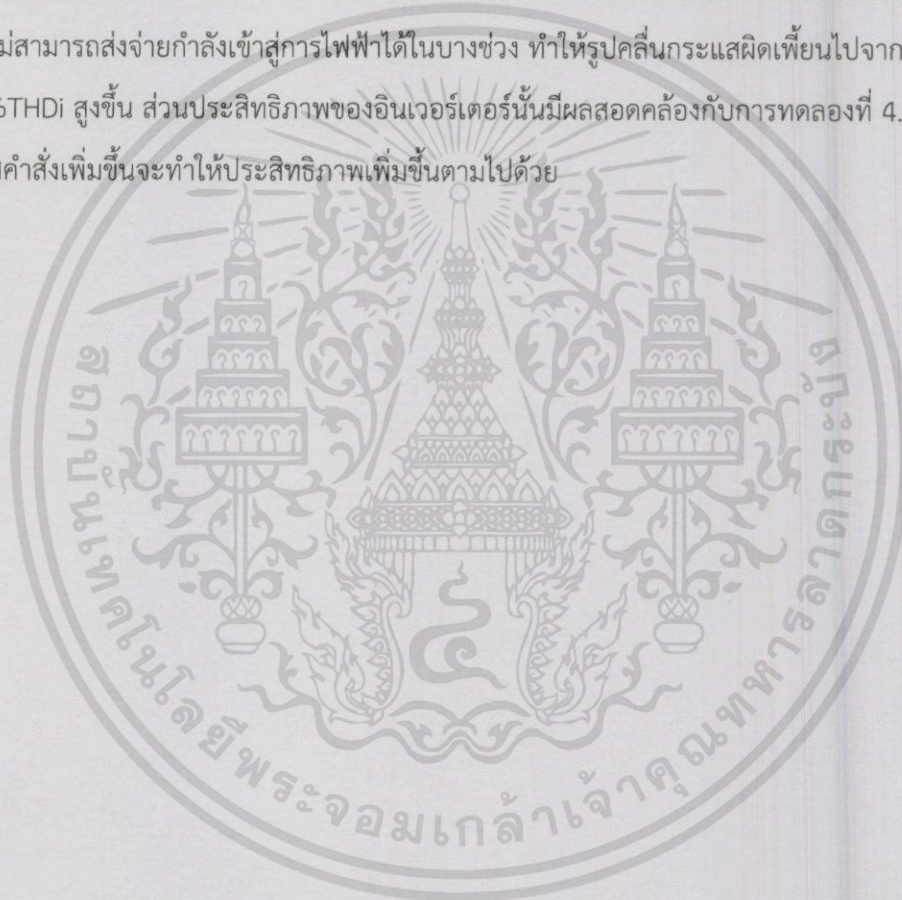 ม่สามารถส่งจ่ายกำลังเข้าสู่การไฟฟ้าได้ในบางช่วง ทำให้รูปคลื่นกระแสผิดเพี้ยนไปจาก
THDi สูงขึ้น ส่วนประสิทธิภาพของอินเวอร์เตอร์นั้นมีผลสอดคล้องกับการทดลองที่ 4.
คำสั่งเพิ่มขึ้นจะทำให้ประสิทธิภาพเพิ่มขึ้นตามไปด้วย
สถาบันเทคโนโลยีพระจอมเกล้าเจ้าคุณทหารลาดกระบัง
๔